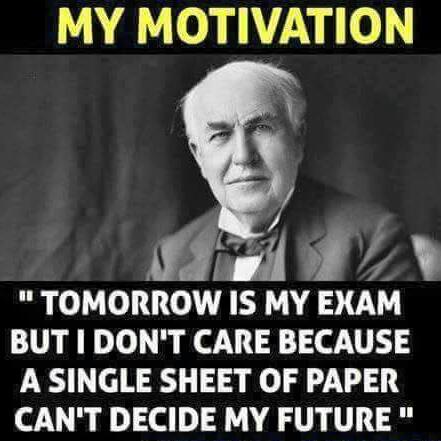 MY MOTIVATION
" TOMORROW IS MY EXAM
BUT I DON'T CARE BECAUSE
A SINGLE SHEET OF PAPER
CAN'T DECIDE MY FUTURE "